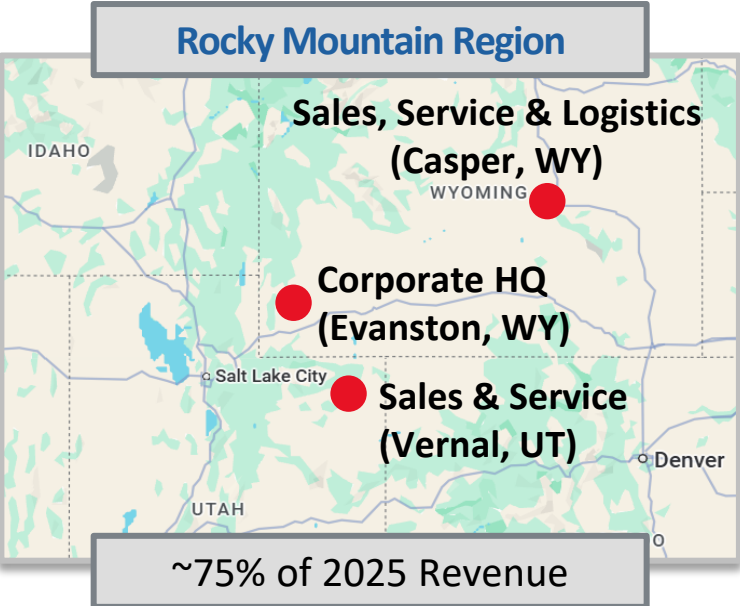 Rocky Mountain Region
Sales, Service & Logistics
(Casper, WY)
IDAHO
WYOMING
Corporate HQ
(Evanston, WY)
Salt Lake City
Sales & Service
(Vernal, UT)
Denver
UTAH
O
~75% of 2025 Revenue